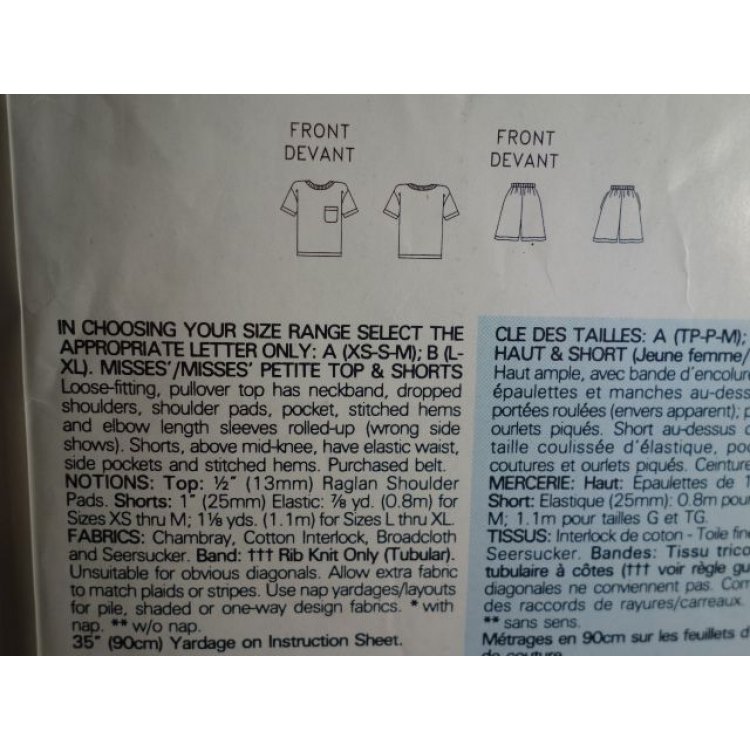 FRONT
DEVANT
FRONT
DEVANT
IN CHOOSING YOUR SIZE RANGE SELECT THE
APPROPRIATE LETTER ONLY: A (XS-S-M); B (L-
XL). MISSES'/MISSES' PETITE TOP & SHORTS
Loose-fitting, pullover top has neckband, dropped
shoulders, shoulder pads, pocket, stitched hems
and elbow length sleeves rolled-up (wrong side
shows). Shorts, above mid-knee, have elastic waist,
side pockets and stitched hems. Purchased belt.
NOTIONS: Top: ½" (13mm) Raglan Shoulder
Pads. Shorts: 1" (25mm) Elastic: ⅞ yd. (0.8m) for
Sizes XS thru M; 1⅛ yds. (1.1m) for Sizes L thru XL.
FABRICS: Chambray, Cotton Interlock, Broadcloth
and Seersucker. Band: ††† Rib Knit Only (Tubular).
Unsuitable for obvious diagonals. Allow extra fabric
to match plaids or stripes. Use nap yardages/layouts
for pile, shaded or one-way design fabrics. * with
nap. ** w/o nap.
35" (90cm) Yardage on Instruction Sheet.
CLE DES TAILLES: A (TP-P-M);
HAUT & SHORT (Jeune femme/
Haut ample, avec bande d'encolure
épaulettes et manches au-dess
portées roulées (envers apparent);
ourlets piqués. Short au-dessus
taille coulissée d'élastique, po
coutures et ourlets piqués. Ceinture
MERCERIE: Haut: Épaulettes de 1
Short: Elastique (25mm): 0.8m pou
M; 1.1m pour tailles G et TG.
TISSUS: Interlock de coton - Toile fine
Seersucker. Bandes: Tissu trico
tubulaire à côtes (††† voir règle gu
diagonales ne conviennent pas. Com
des raccords de rayures/carreaux.
** sans sens.
Métrages en 90cm sur les feuillets d'
de couture.